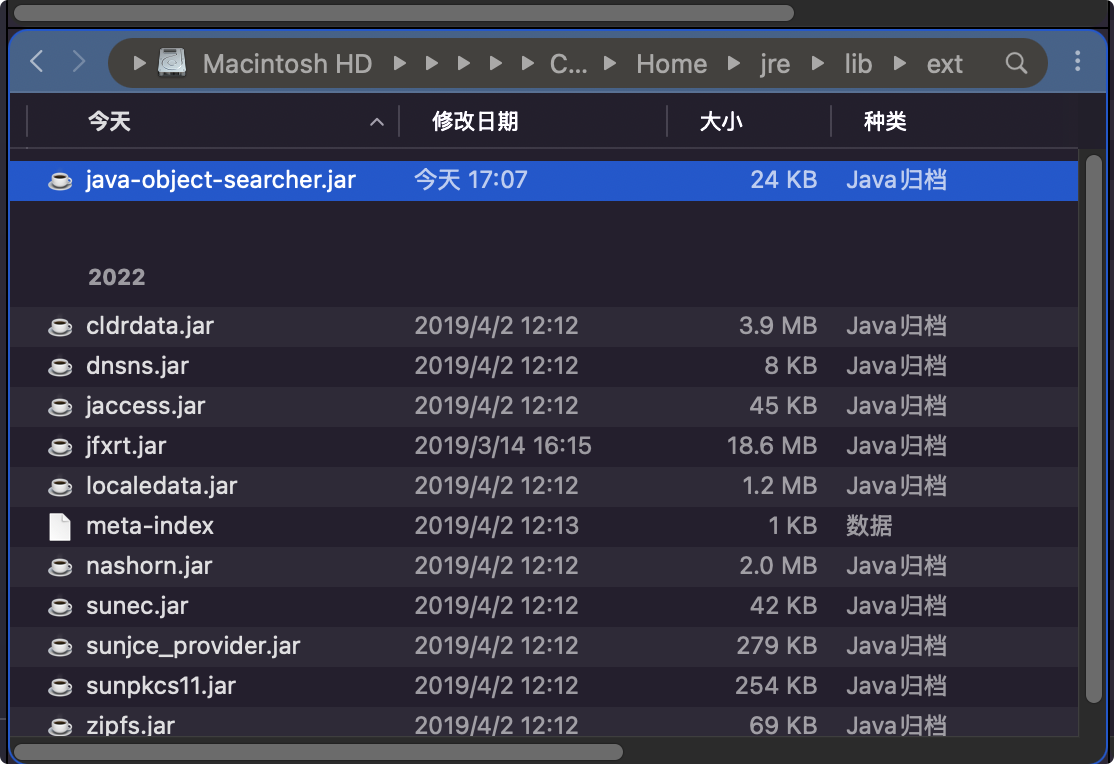 Macintosh HD C... Home jre lib ext
今天 修改日期 大小 种类
java-object-searcher.jar 今天 17:07 24 KB Java归档
2022
cldrdata.jar 2019/4/2 12:12 3.9 MB Java归档
dnsns.jar 2019/4/2 12:12 8 KB Java归档
jaccess.jar 2019/4/2 12:12 45 KB Java归档
jfxrt.jar 2019/3/14 16:15 18.6 MB Java归档
localedata.jar 2019/4/2 12:12 1.2 MB Java归档
meta-index 2019/4/2 12:13 1 KB 数据
nashorn.jar 2019/4/2 12:12 2.0 MB Java归档
sunec.jar 2019/4/2 12:12 42 KB Java归档
sunjce_provider.jar 2019/4/2 12:12 279 KB Java归档
sunpkcs11.jar 2019/4/2 12:12 254 KB Java归档
zipfs.jar 2019/4/2 12:12 69 KB Java归档